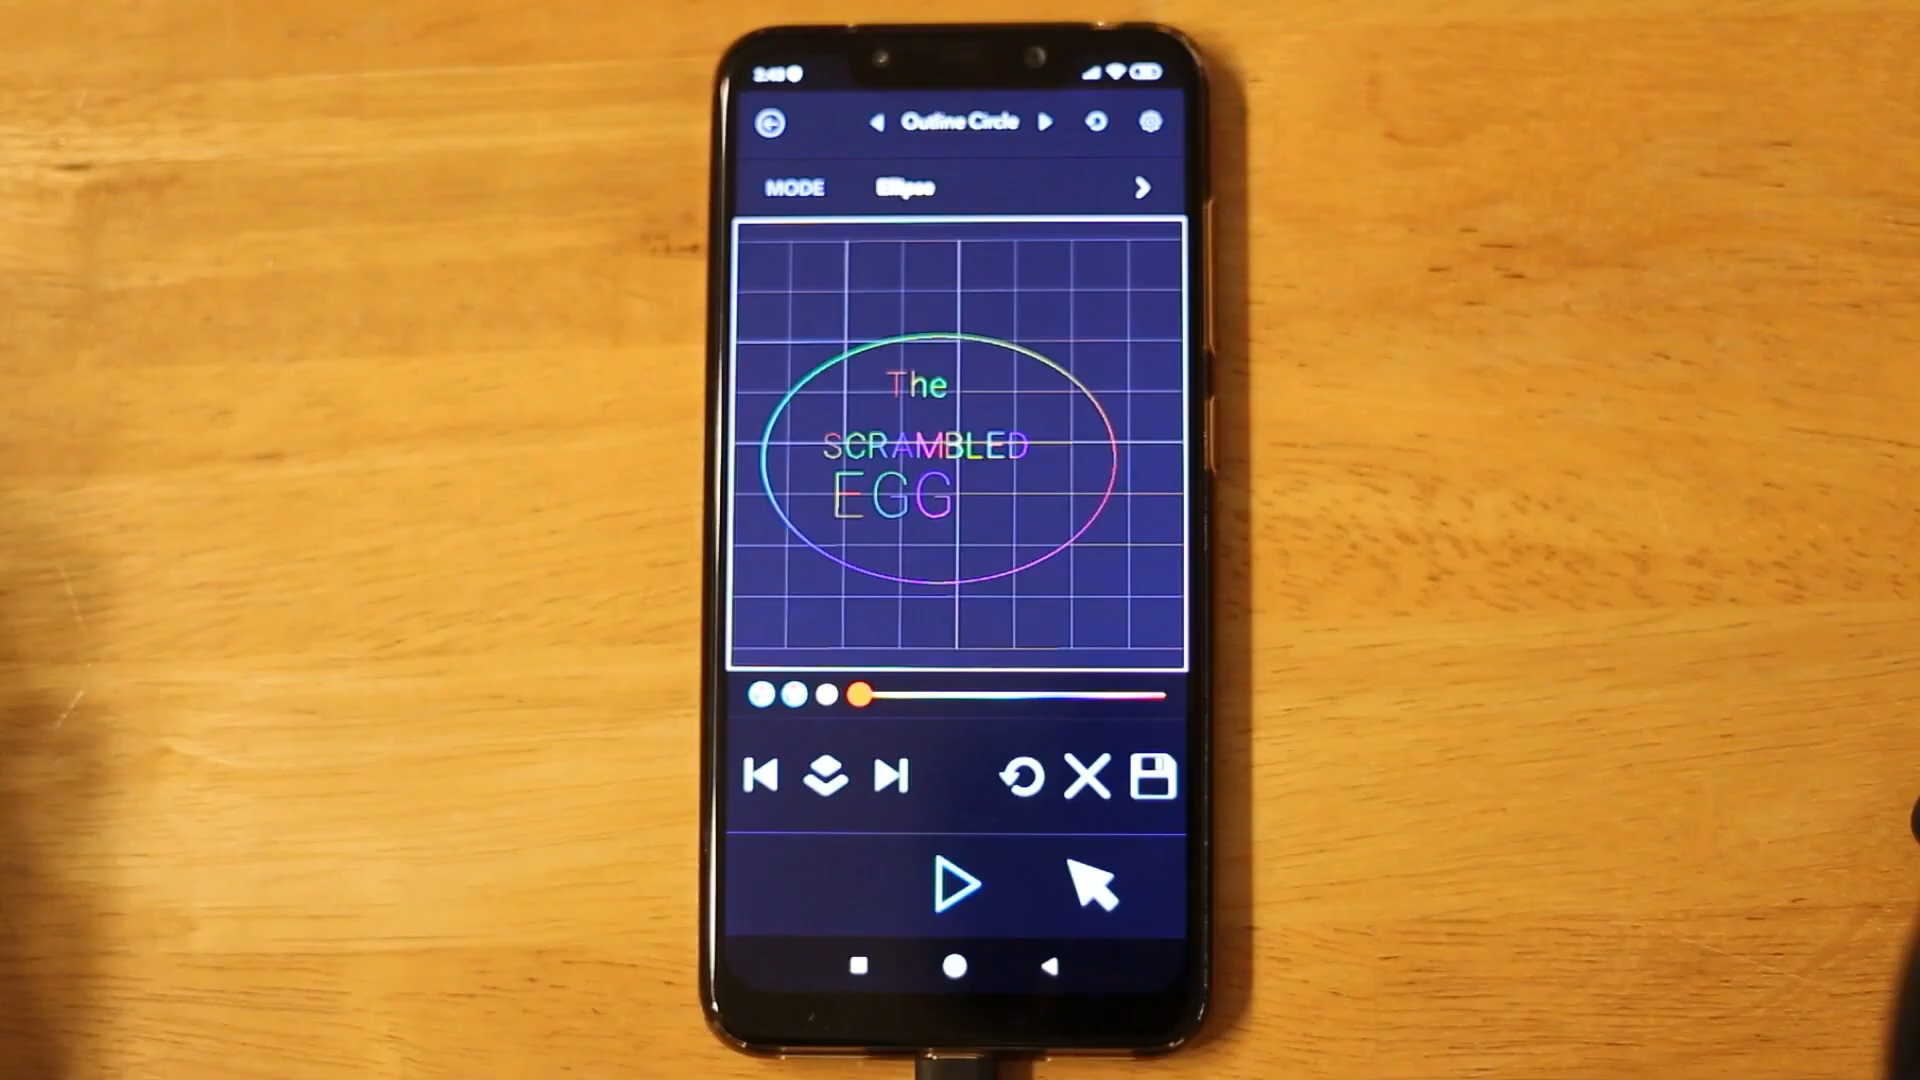 Outline Circle
MODE Ellipse
The
SCRAMBLED
EGG